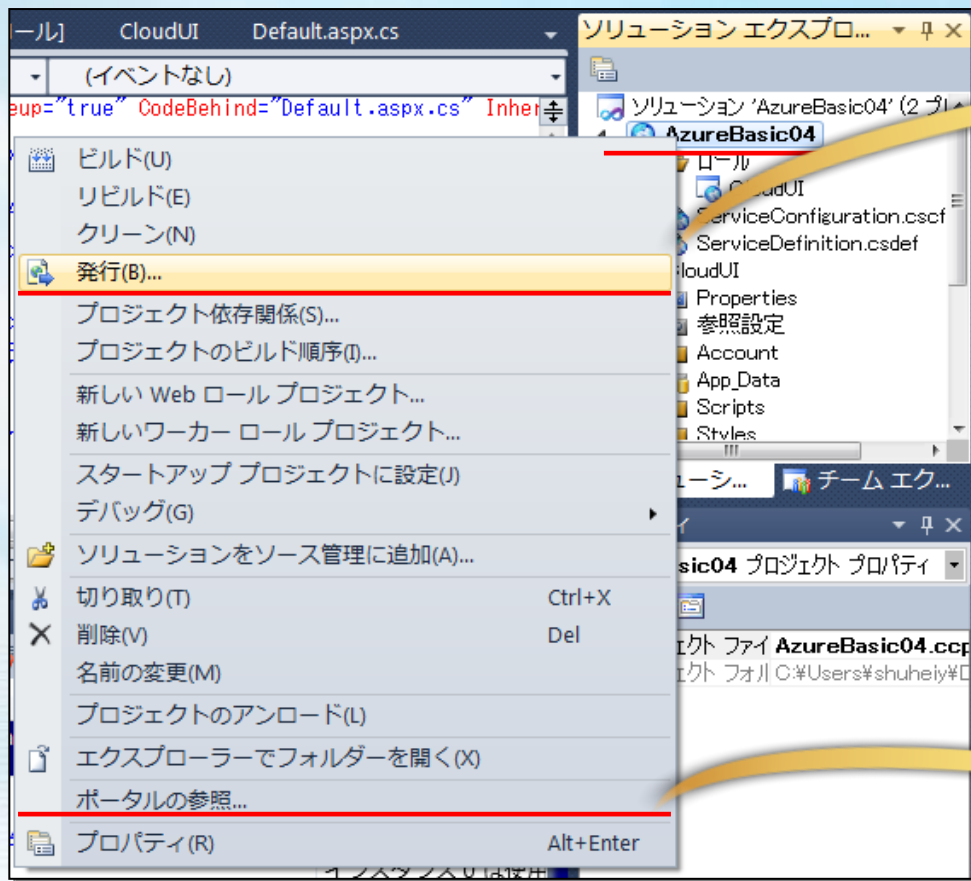 ール] CloudUI Default.aspx.cs
(イベントなし)
eup="true" CodeBehind="Default.aspx.cs" Inher
ビルド(U)
リビルド(E)
クリーン(N)
発行(B)...
プロジェクト依存関係(S)...
プロジェクトのビルド順序(I)...
新しい Web ロール プロジェクト...
新しいワーカー ロール プロジェクト...
スタートアップ プロジェクトに設定(J)
デバッグ(G)
ソリューションをソース管理に追加(A)...
切り取り(T) Ctrl+X
削除(V) Del
名前の変更(M)
プロジェクトのアンロード(L)
エクスプローラーでフォルダーを開く(X)
ポータルの参照...
プロパティ(R) Alt+Enter
インスタンス 0 は使用
ソリューション エクスプロ...
ソリューション 'AzureBasic04' (2 プ
AzureBasic04
ロール
CloudUI
ServiceConfiguration.cscf
ServiceDefinition.csdef
loudUI
Properties
参照設定
Account
App_Data
Scripts
Styles
ューシ... チーム エク...
ィ
sic04 プロジェクト プロパティ
ェクト ファイ AzureBasic04.ccp
ェクト フォル C:¥Users¥shuheiy¥D